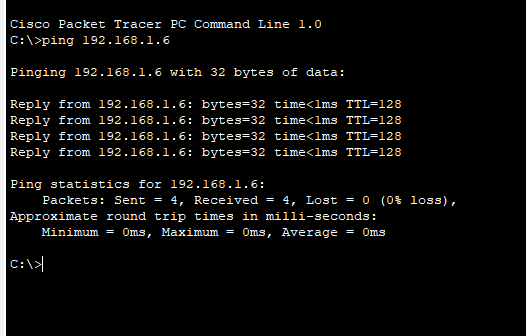 Cisco Packet Tracer PC Command Line 1.0
C:\>ping 192.168.1.6
Pinging 192.168.1.6 with 32 bytes of data:
Reply from 192.168.1.6: bytes=32 time<1ms TTL=128
Reply from 192.168.1.6: bytes=32 time<1ms TTL=128
Reply from 192.168.1.6: bytes=32 time<1ms TTL=128
Reply from 192.168.1.6: bytes=32 time<1ms TTL=128
Ping statistics for 192.168.1.6:
Packets: Sent = 4, Received = 4, Lost = 0 (0% loss),
Approximate round trip times in milli-seconds:
Minimum = 0ms, Maximum = 0ms, Average = 0ms
C:\>